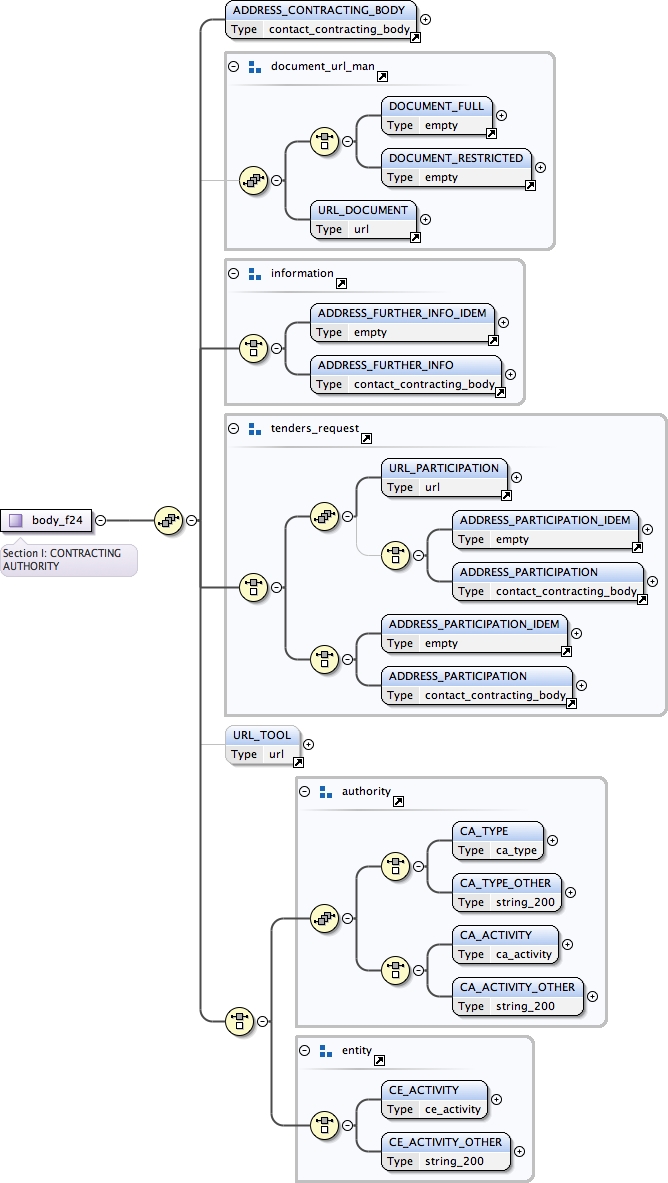 ADDRESS_CONTRACTING_BODY
Type contact_contracting_body
document_url_man
DOCUMENT_FULL
Type empty
DOCUMENT_RESTRICTED
Type empty
URL_DOCUMENT
Type url
information
ADDRESS_FURTHER_INFO_IDEM
Type empty
ADDRESS_FURTHER_INFO
Type contact_contracting_body
tenders_request
URL_PARTICIPATION
Type url
body_f24
Section I: CONTRACTING
AUTHORITY
ADDRESS_PARTICIPATION_IDEM
Type empty
ADDRESS_PARTICIPATION
Type contact_contracting_body
ADDRESS_PARTICIPATION_IDEM
Type empty
ADDRESS_PARTICIPATION
Type contact_contracting_body
URL_TOOL
Type url
authority
CA_TYPE
Type ca_type
CA_TYPE_OTHER
Type string_200
CA_ACTIVITY
Type ca_activity
CA_ACTIVITY_OTHER
Type string_200
entity
CE_ACTIVITY
Type ce_activity
CE_ACTIVITY_OTHER
Type string_200